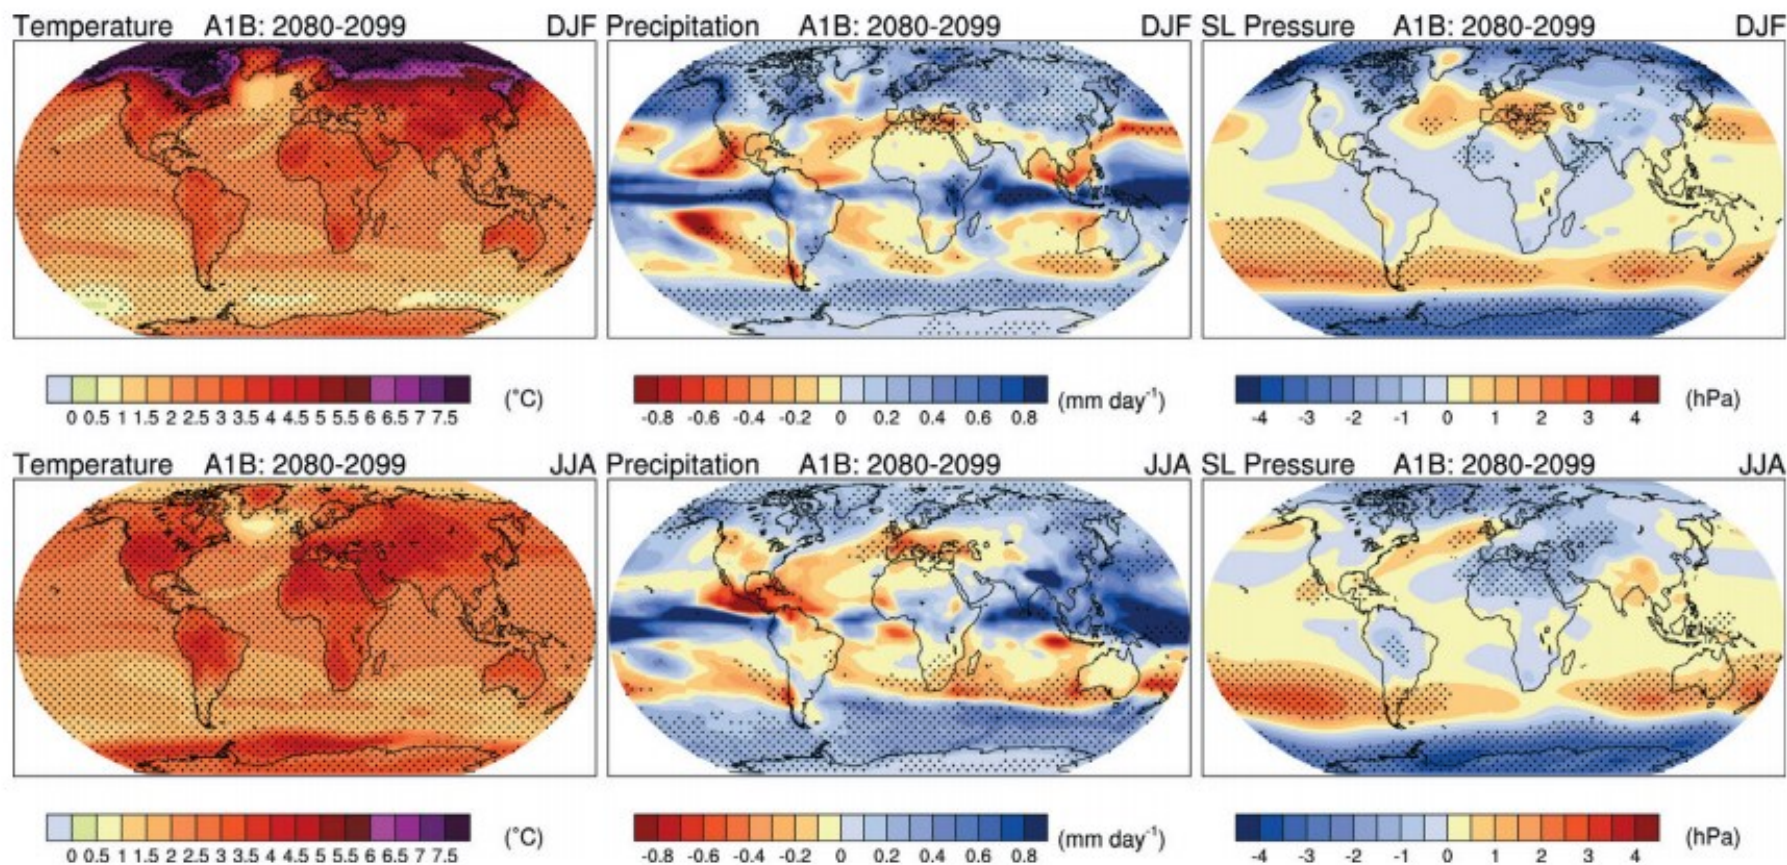 Temperature A1B: 2080-2099 DJF
Precipitation A1B: 2080-2099 DJF
SL Pressure A1B: 2080-2099 DJF
0 0.5 1 1.5 2 2.5 3 3.5 4 4.5 5 5.5 6 6.5 7 7.5 (°C)
-0.8 -0.6 -0.4 -0.2 0 0.2 0.4 0.6 0.8 (mm day⁻¹)
-4 -3 -2 -1 0 1 2 3 4 (hPa)
Temperature A1B: 2080-2099 JJA
Precipitation A1B: 2080-2099 JJA
SL Pressure A1B: 2080-2099 JJA
0 0.5 1 1.5 2 2.5 3 3.5 4 4.5 5 5.5 6 6.5 7 7.5 (°C)
-0.8 -0.6 -0.4 -0.2 0 0.2 0.4 0.6 0.8 (mm day⁻¹)
-4 -3 -2 -1 0 1 2 3 4 (hPa)